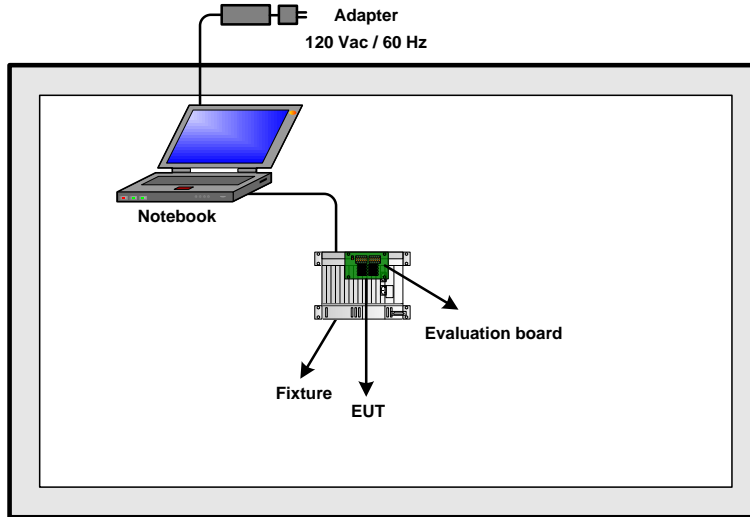 Adapter
120 Vac / 60 Hz
Notebook
Evaluation board
Fixture
EUT